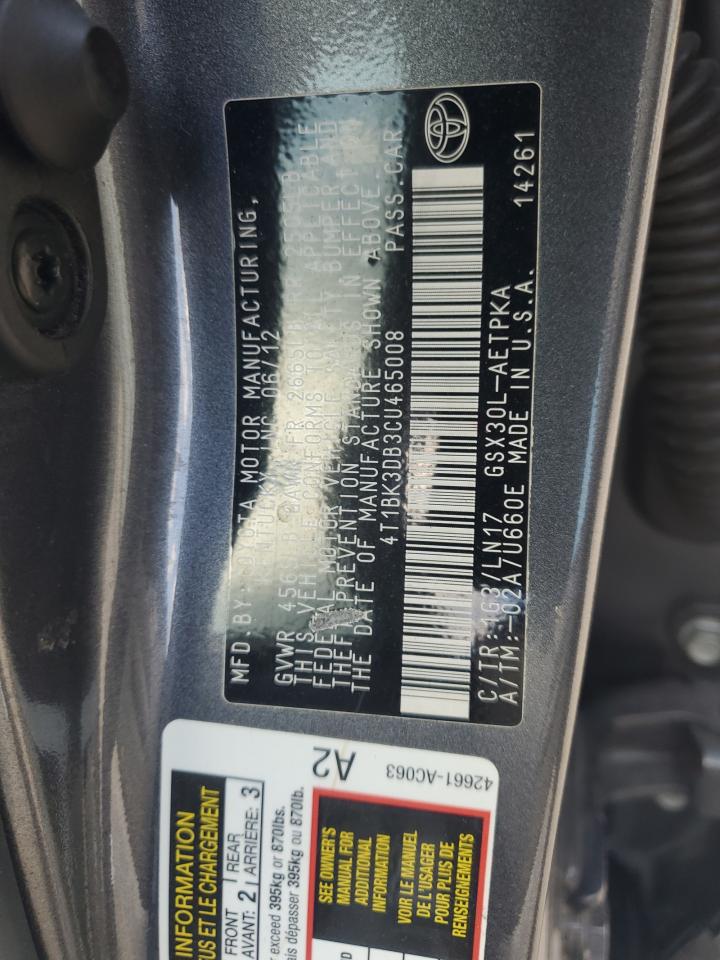 MFD.BY: TOYOTA MOTOR MANUFACTURING,
KENTUCKY, INC. 06/12
GVWR
THIS VEHICLE CONFORMS TO ALL APPLICABLE
FEDERAL MOTOR VEHICLE SAFETY BUMPER AND
THEFT PREVENTION STANDARDS IN EFFECT ON
THE DATE OF MANUFACTURE SHOWN ABOVE.
4T1BK3DB3CU465008 PASS.CAR
C/TR: 1G3/LN17 GSX30L-AETPKA
A/TM:-02A/U660E MADE IN U.S.A. 14261
A2
42661-AC063
INFORMATION
ET LE CHARGEMENT
FRONT
AVANT: 2
REAR
ARRIÈRE: 3
exceed 395kg or 870lbs.
dépasser 395kg ou 870lb.
SEE OWNER'S
MANUAL FOR
ADDITIONAL
INFORMATION
VOIR LE MANUEL
DE L'USAGER
POUR PLUS DE
RENSEIGNEMENTS